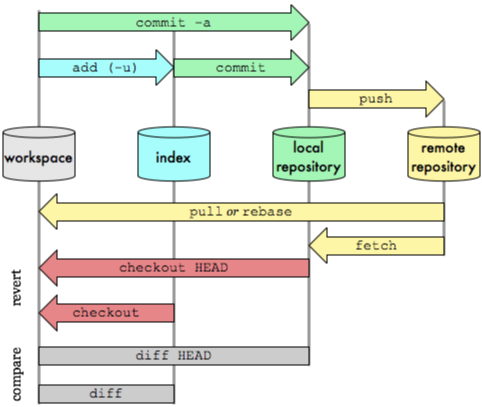 commit -a
add (-u)
commit
push
workspace
index
local
repository
remote
repository
pull or rebase
fetch
revert
checkout HEAD
checkout
compare
diff HEAD
diff